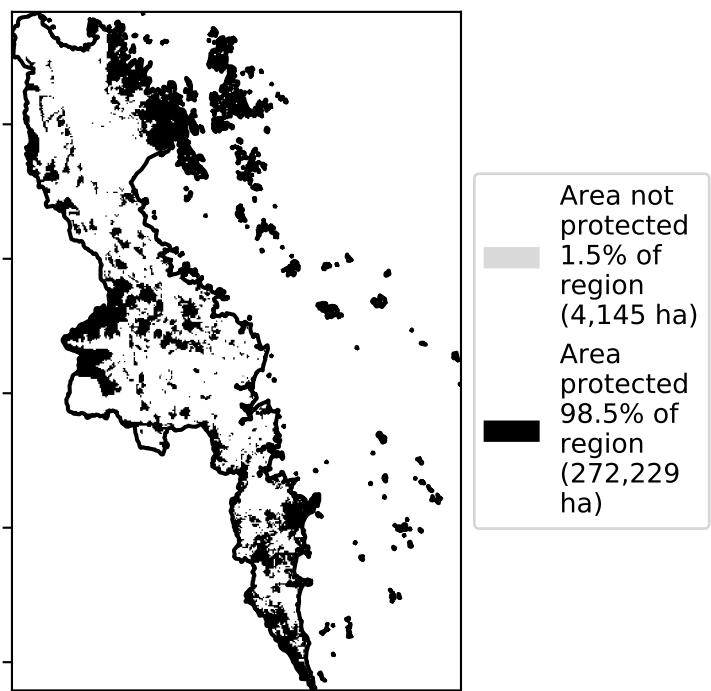 Area not
protected
1.5% of
region
(4,145 ha)
Area
protected
98.5% of
region
(272,229
ha)